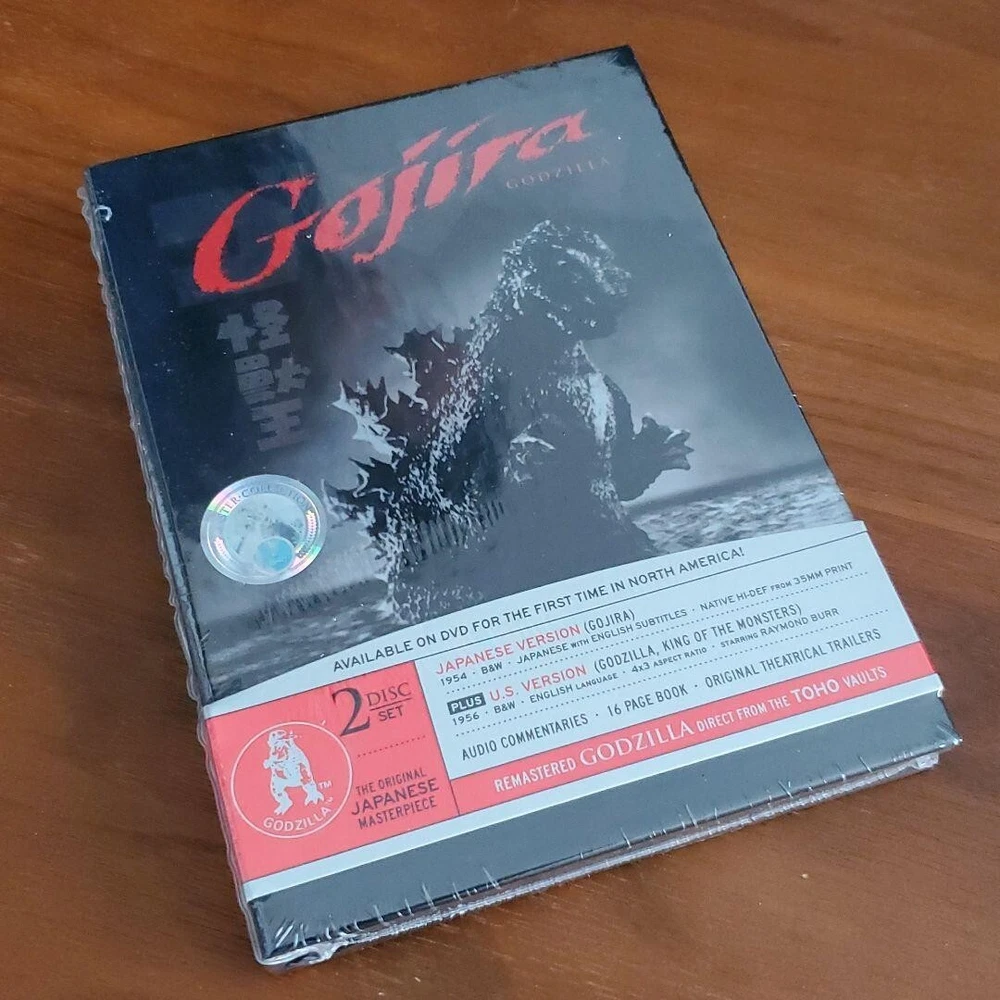 Gojira
GODZILLA
怪獣王
AVAILABLE ON DVD FOR THE FIRST TIME IN NORTH AMERICA!
JAPANESE VERSION (GOJIRA)
1954 · B&W · JAPANESE WITH ENGLISH SUBTITLES · NATIVE HI-DEF FROM 35MM PRINT
PLUS U.S. VERSION (GODZILLA, KING OF THE MONSTERS)
1956 · B&W · ENGLISH LANGUAGE · 4X3 ASPECT RATIO · STARRING RAYMOND BURR
AUDIO COMMENTARIES · 16 PAGE BOOK · ORIGINAL THEATRICAL TRAILERS
REMASTERED GODZILLA DIRECT FROM THE TOHO VAULTS
2 DISC
SET
THE ORIGINAL
JAPANESE
MASTERPIECE
GODZILLA™